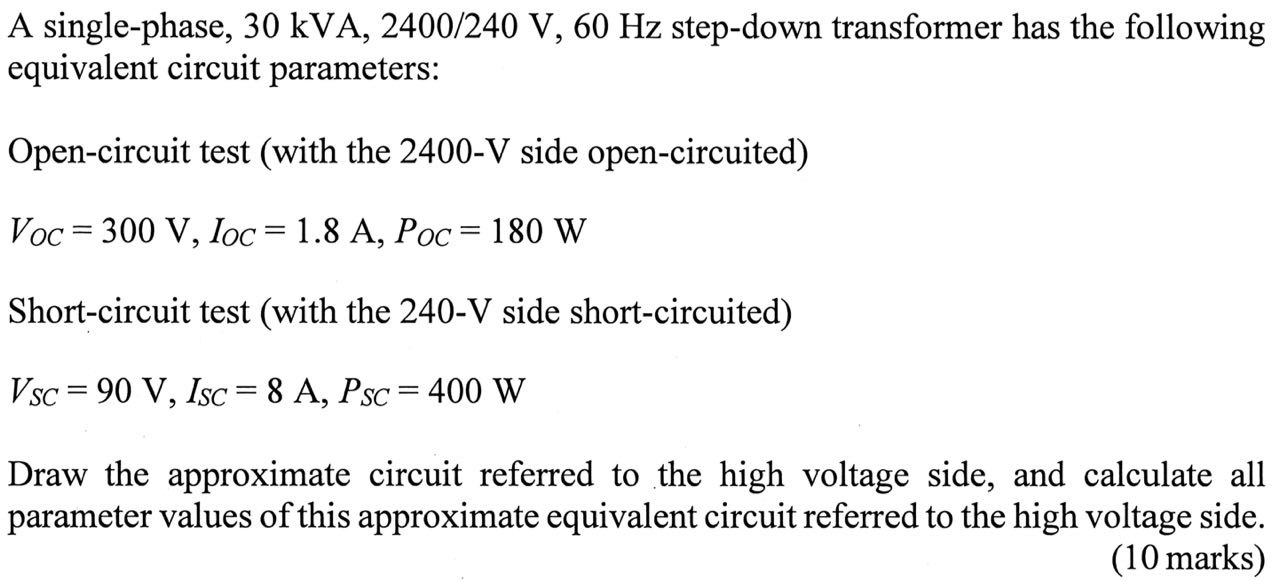 A single-phase, 30 kVA, 2400/240 V, 60 Hz step-down transformer has the following
equivalent circuit parameters:
Open-circuit test (with the 2400-V side open-circuited)
VOC = 300 V, IOC = 1.8 A, POC = 180 W
Short-circuit test (with the 240-V side short-circuited)
VSC = 90 V, ISC = 8 A, PSC = 400 W
Draw the approximate circuit referred to the high voltage side, and calculate all
parameter values of this approximate equivalent circuit referred to the high voltage side.
(10 marks)